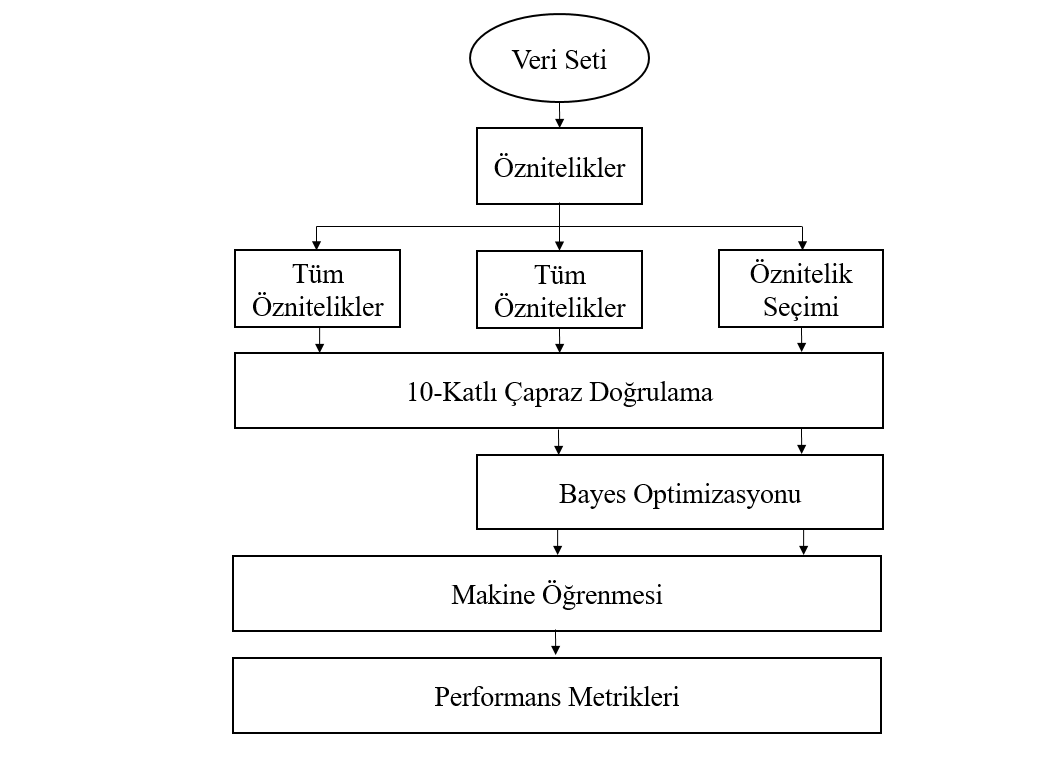 Veri Seti
Öznitelikler
Tüm
Öznitelikler
Tüm
Öznitelikler
Öznitelik
Seçimi
10-Katlı Çapraz Doğrulama
Bayes Optimizasyonu
Makine Öğrenmesi
Performans Metrikleri